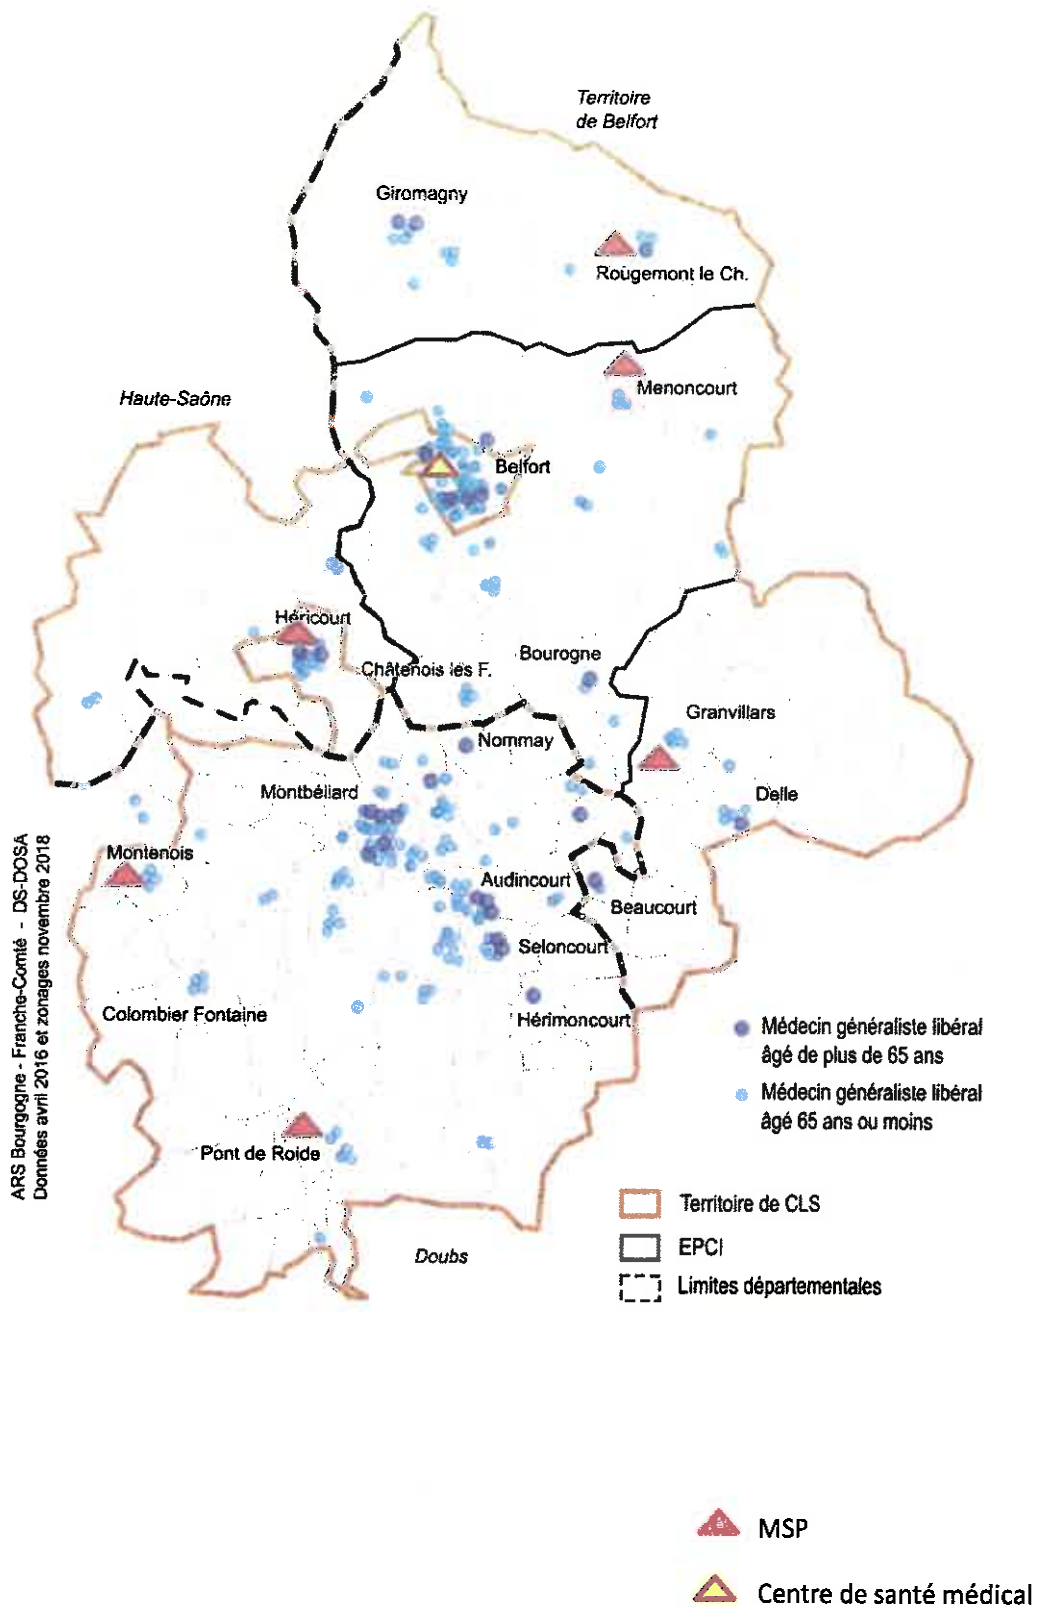 Territoire
de Belfort
Giromagny
Rougemont le Ch.
Menoncourt
Haute-Saône
Belfort
Héricourt
Châtenois les F.
Bourogne
Granvillars
Nommay
Montbéliard
Delle
Montenois
Audincourt
Beaucourt
Seloncourt
Colombier Fontaine
Hérimoncourt
Pont de Roide
Doubs
ARS Bourgogne - Franche-Comté - DS-DOSA
Données avril 2016 et zonages novembre 2018
Médecin généraliste libéral
âgé de plus de 65 ans
Médecin généraliste libéral
âgé 65 ans ou moins
Territoire de CLS
EPCI
Limites départementales
MSP
Centre de santé médical